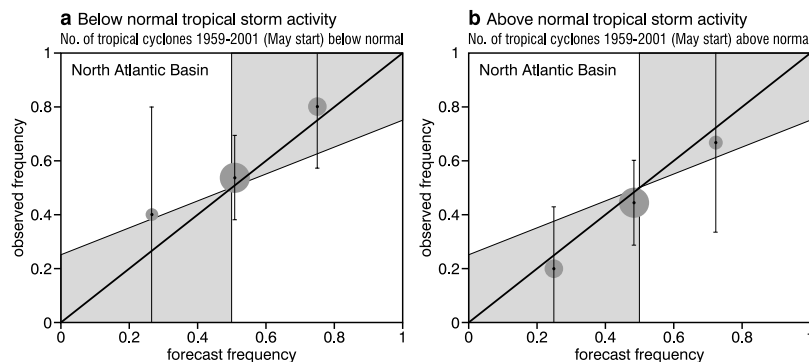 a Below normal tropical storm activity
No. of tropical cyclones 1959-2001 (May start) below normal
North Atlantic Basin
observed frequency
1
0.8
0.6
0.4
0.2
0
0 0.2 0.4 0.6 0.8 1
forecast frequency
b Above normal tropical storm activity
No. of tropical cyclones 1959-2001 (May start) above norma
North Atlantic Basin
observed frequency
1
0.8
0.6
0.4
0.2
0
0 0.2 0.4 0.6 0.8 1
forecast frequency